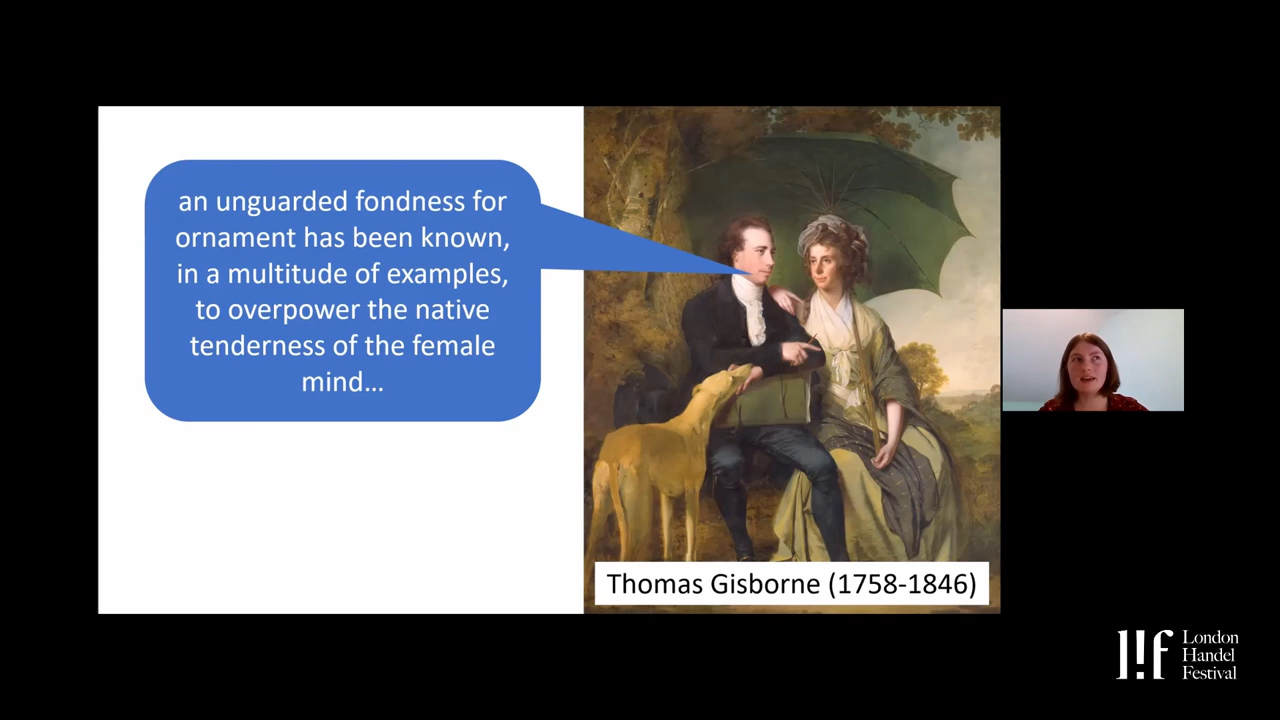 an unguarded fondness for
ornament has been known,
in a multitude of examples,
to overpower the native
tenderness of the female
mind…
Thomas Gisborne (1758-1846)
l!f
London
Handel
Festival